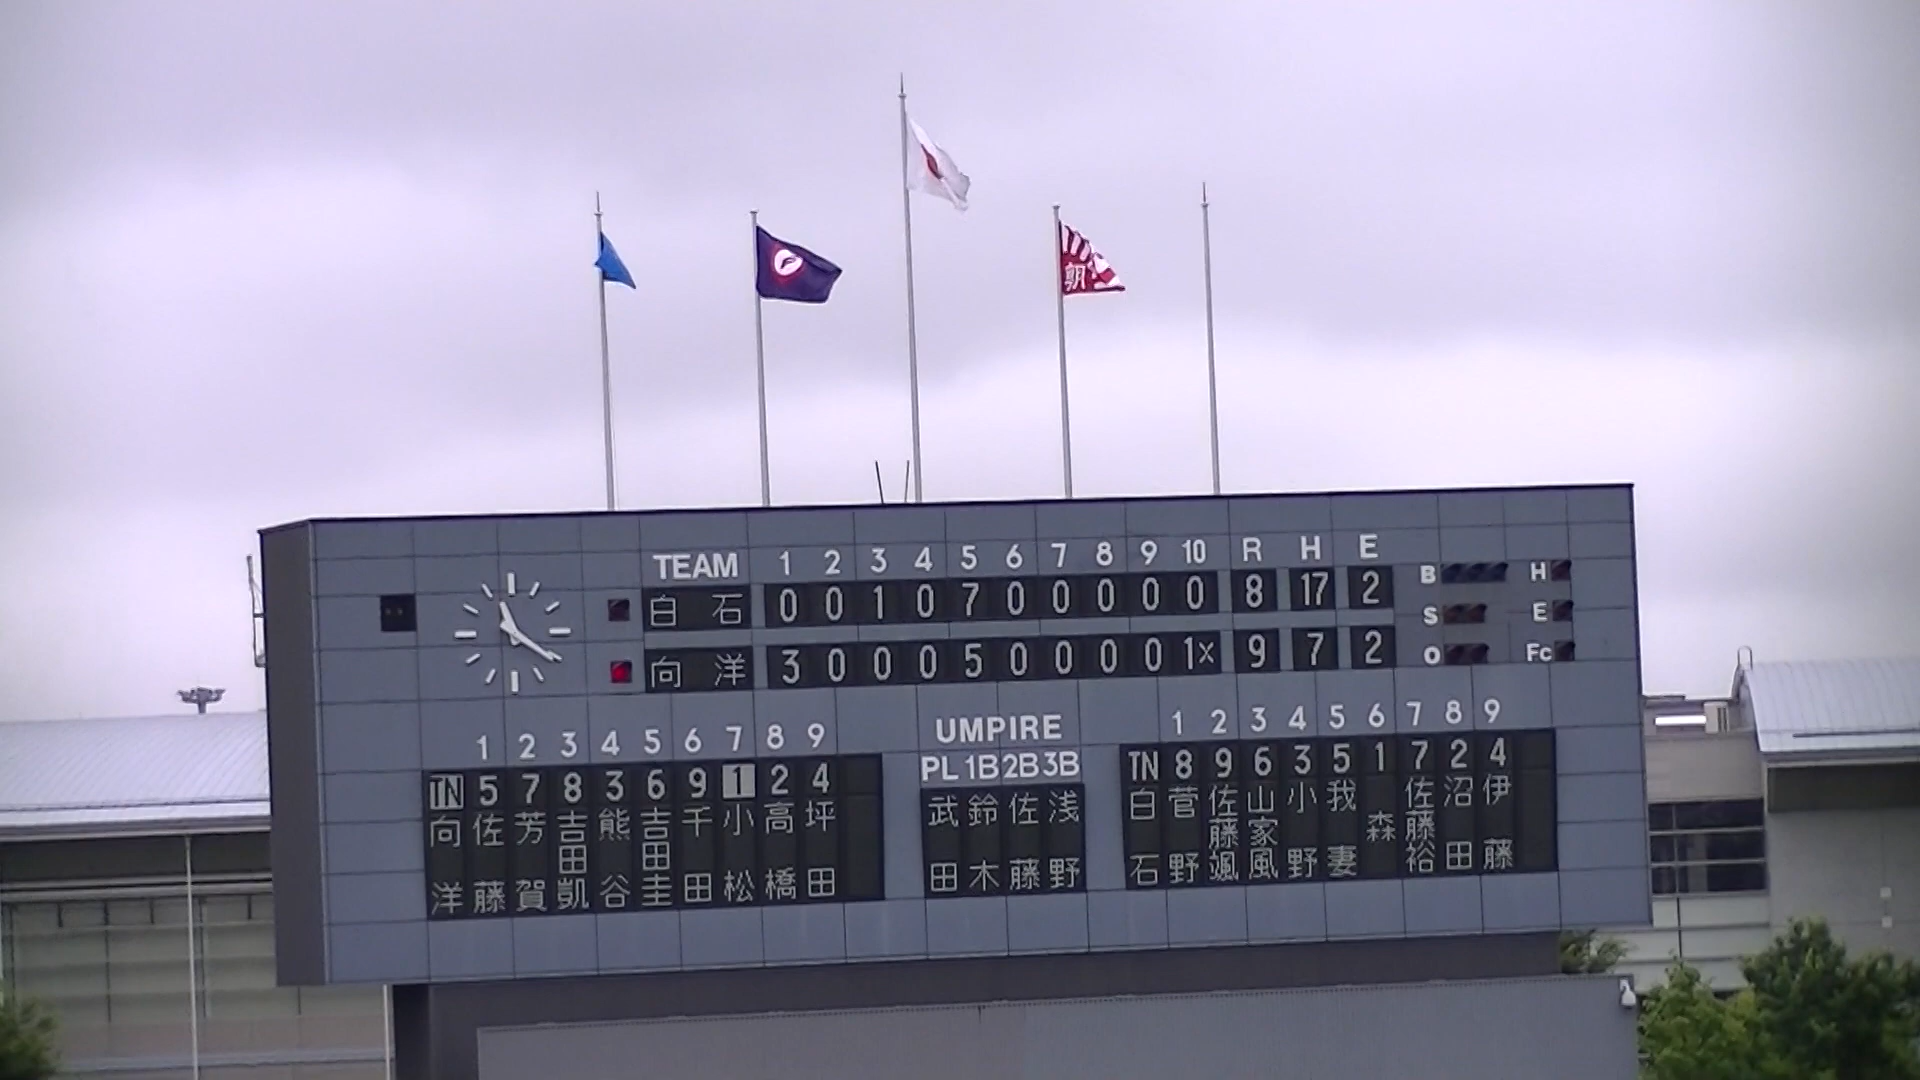 朝
TEAM 1 2 3 4 5 6 7 8 9 10 R H E
白石 0 0 1 0 7 0 0 0 0 0 8 17 2
向洋 3 0 0 0 5 0 0 0 0 1x 9 7 2
B H
S E
O Fc
1 2 3 4 5 6 7 8 9
TN 5 7 8 3 6 9 1 2 4
向洋 佐藤 芳賀 吉田凱 熊谷 吉田圭 千田 小松 高橋 坪田
UMPIRE
PL 1B 2B 3B
武田 鈴木 佐藤 浅野
1 2 3 4 5 6 7 8 9
TN 8 9 6 3 5 1 7 2 4
白石 菅野 佐藤颯 山家風 小野 我妻 森 佐藤裕 沼田 伊藤